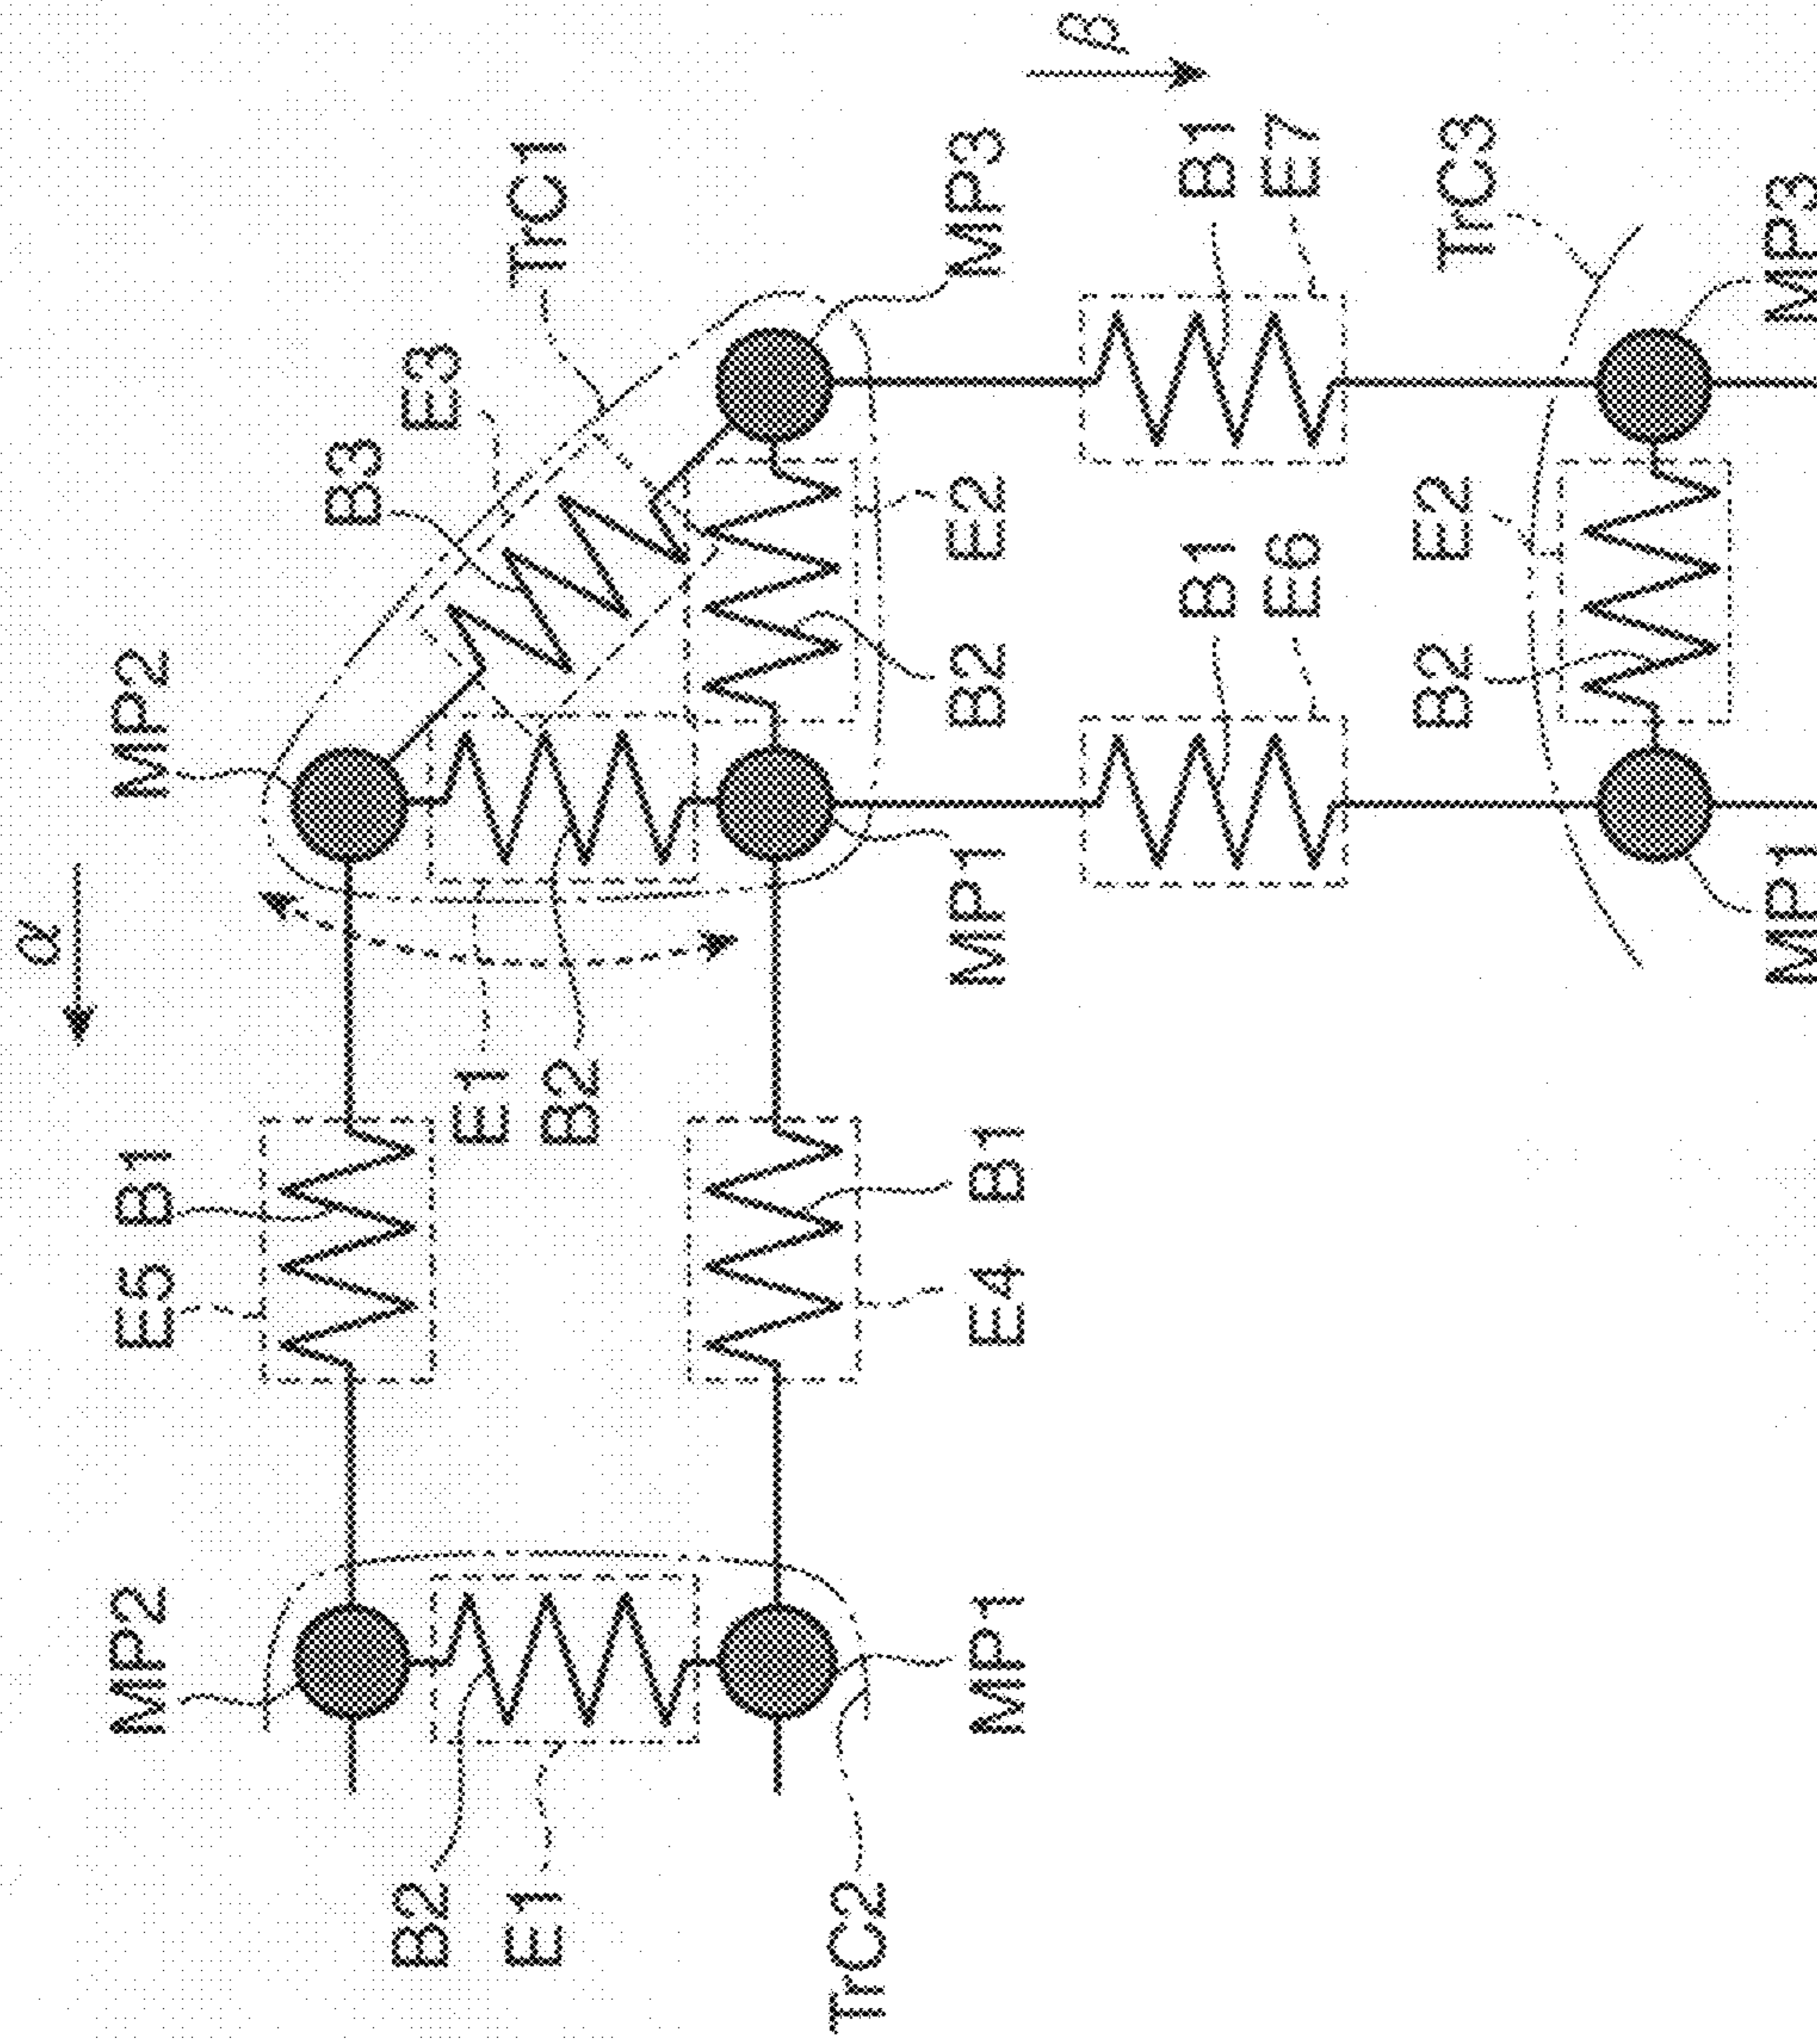 α
MP2
E5
B1
MP2
B3
B2
E3
E1
E1
TrC1
B2
TrC2
MP1
E4
B1
MP1
B2
E2
MP3
β
B1
B1
E6
E7
B2
E2
TrC3
MP1
MP3